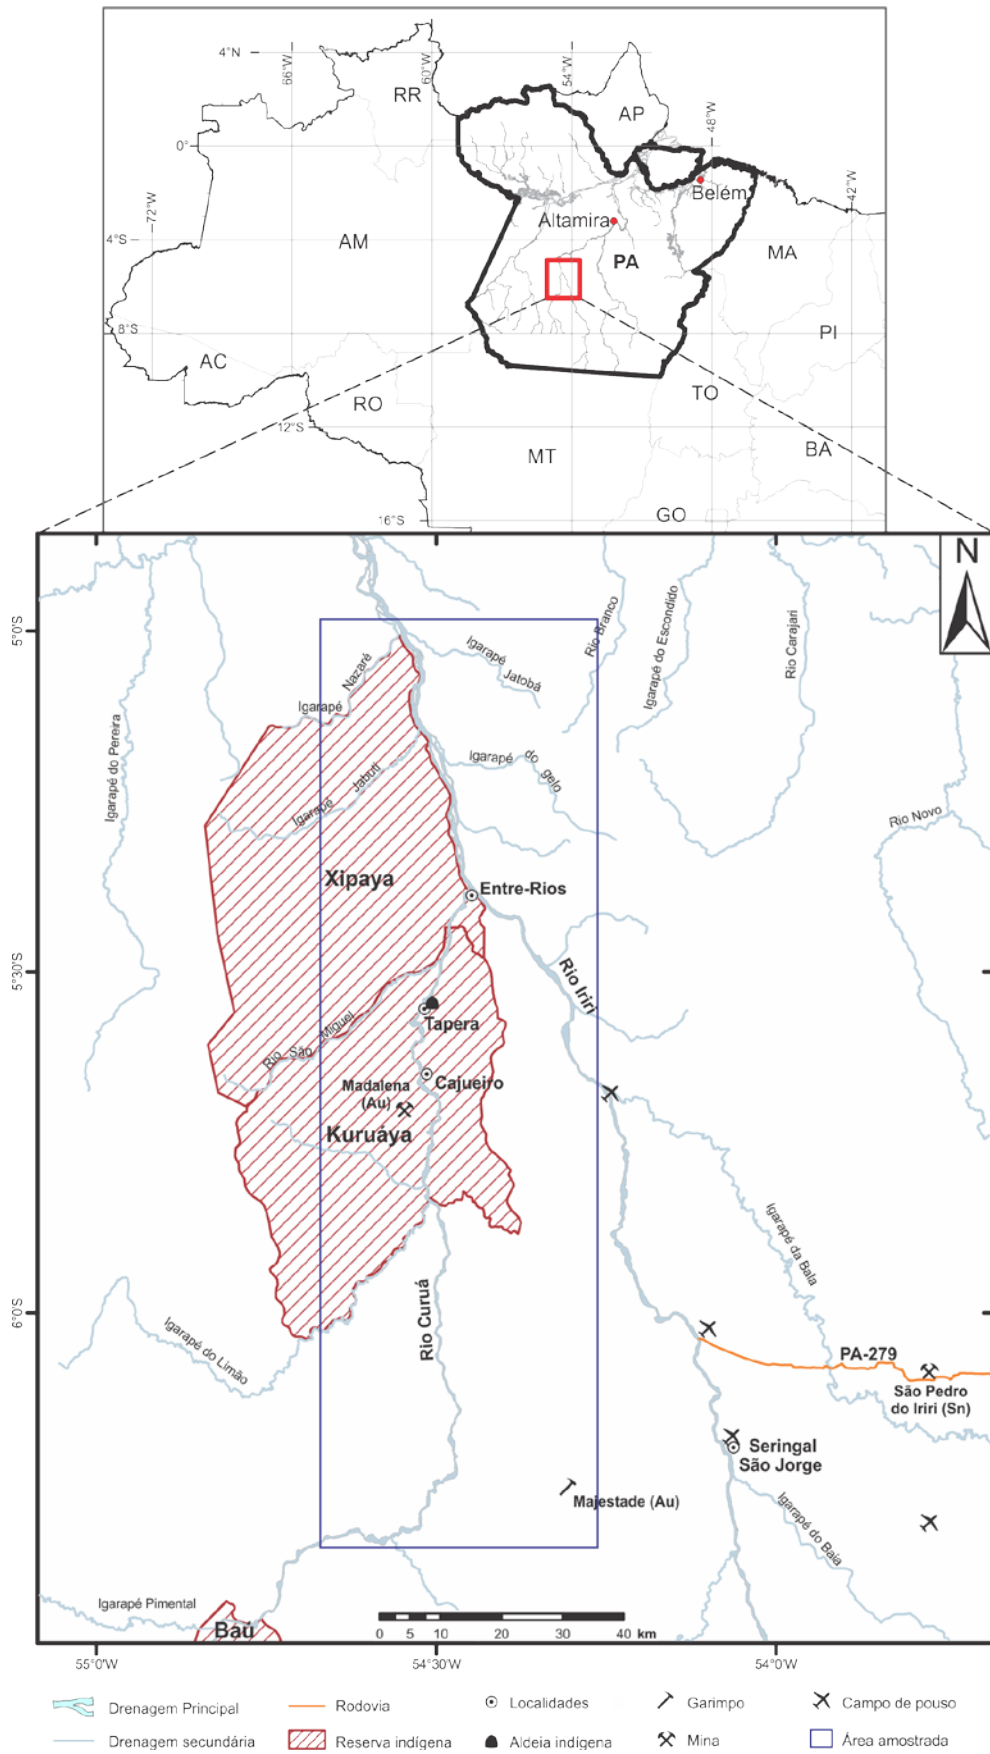 4°N
66°W
60°W
54°W
48°W
42°W
72°W
RR
AP
0°
Belém
Altamira
4°S
AM
PA
MA
8°S
PI
AC
RO
TO
12°S
MT
BA
16°S
GO
N
5°0'S
Igarapé do Pereira
Igarapé
Nazaré
Igarapé
Jatobá
Rio Branco
Igarapé do Escondido
Rio Carajari
Igarapé
do
gelo
Igarapé
Jabuti
Rio Novo
Xipaya
Entre-Rios
5°30'S
Rio Iriri
Rio São Miguel
Tapera
Cajueiro
Madalena
(Au)
Kuruáya
Igarapé da Bala
6°0'S
Igarapé do Limão
Rio Curuá
PA-279
São Pedro
do Iriri (Sn)
Seringal
São Jorge
Majestade (Au)
Igarapé do Baia
Igarapé Pimental
Baú
0 5 10 20 30 40 km
55°0'W
54°30'W
54°0'W
Drenagem Principal
Rodovia
Localidades
Garimpo
Campo de pouso
Drenagem secundária
Reserva indígena
Aldeia indígena
Mina
Área amostrada